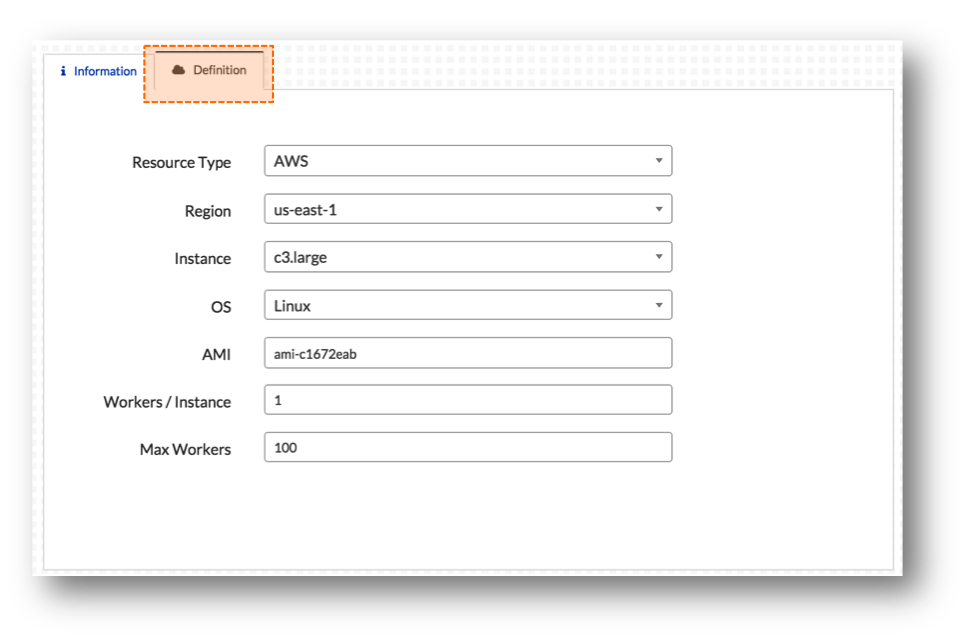 Information Definition
Resource Type AWS
Region us-east-1
Instance c3.large
OS Linux
AMI ami-c1672eab
Workers / Instance 1
Max Workers 100